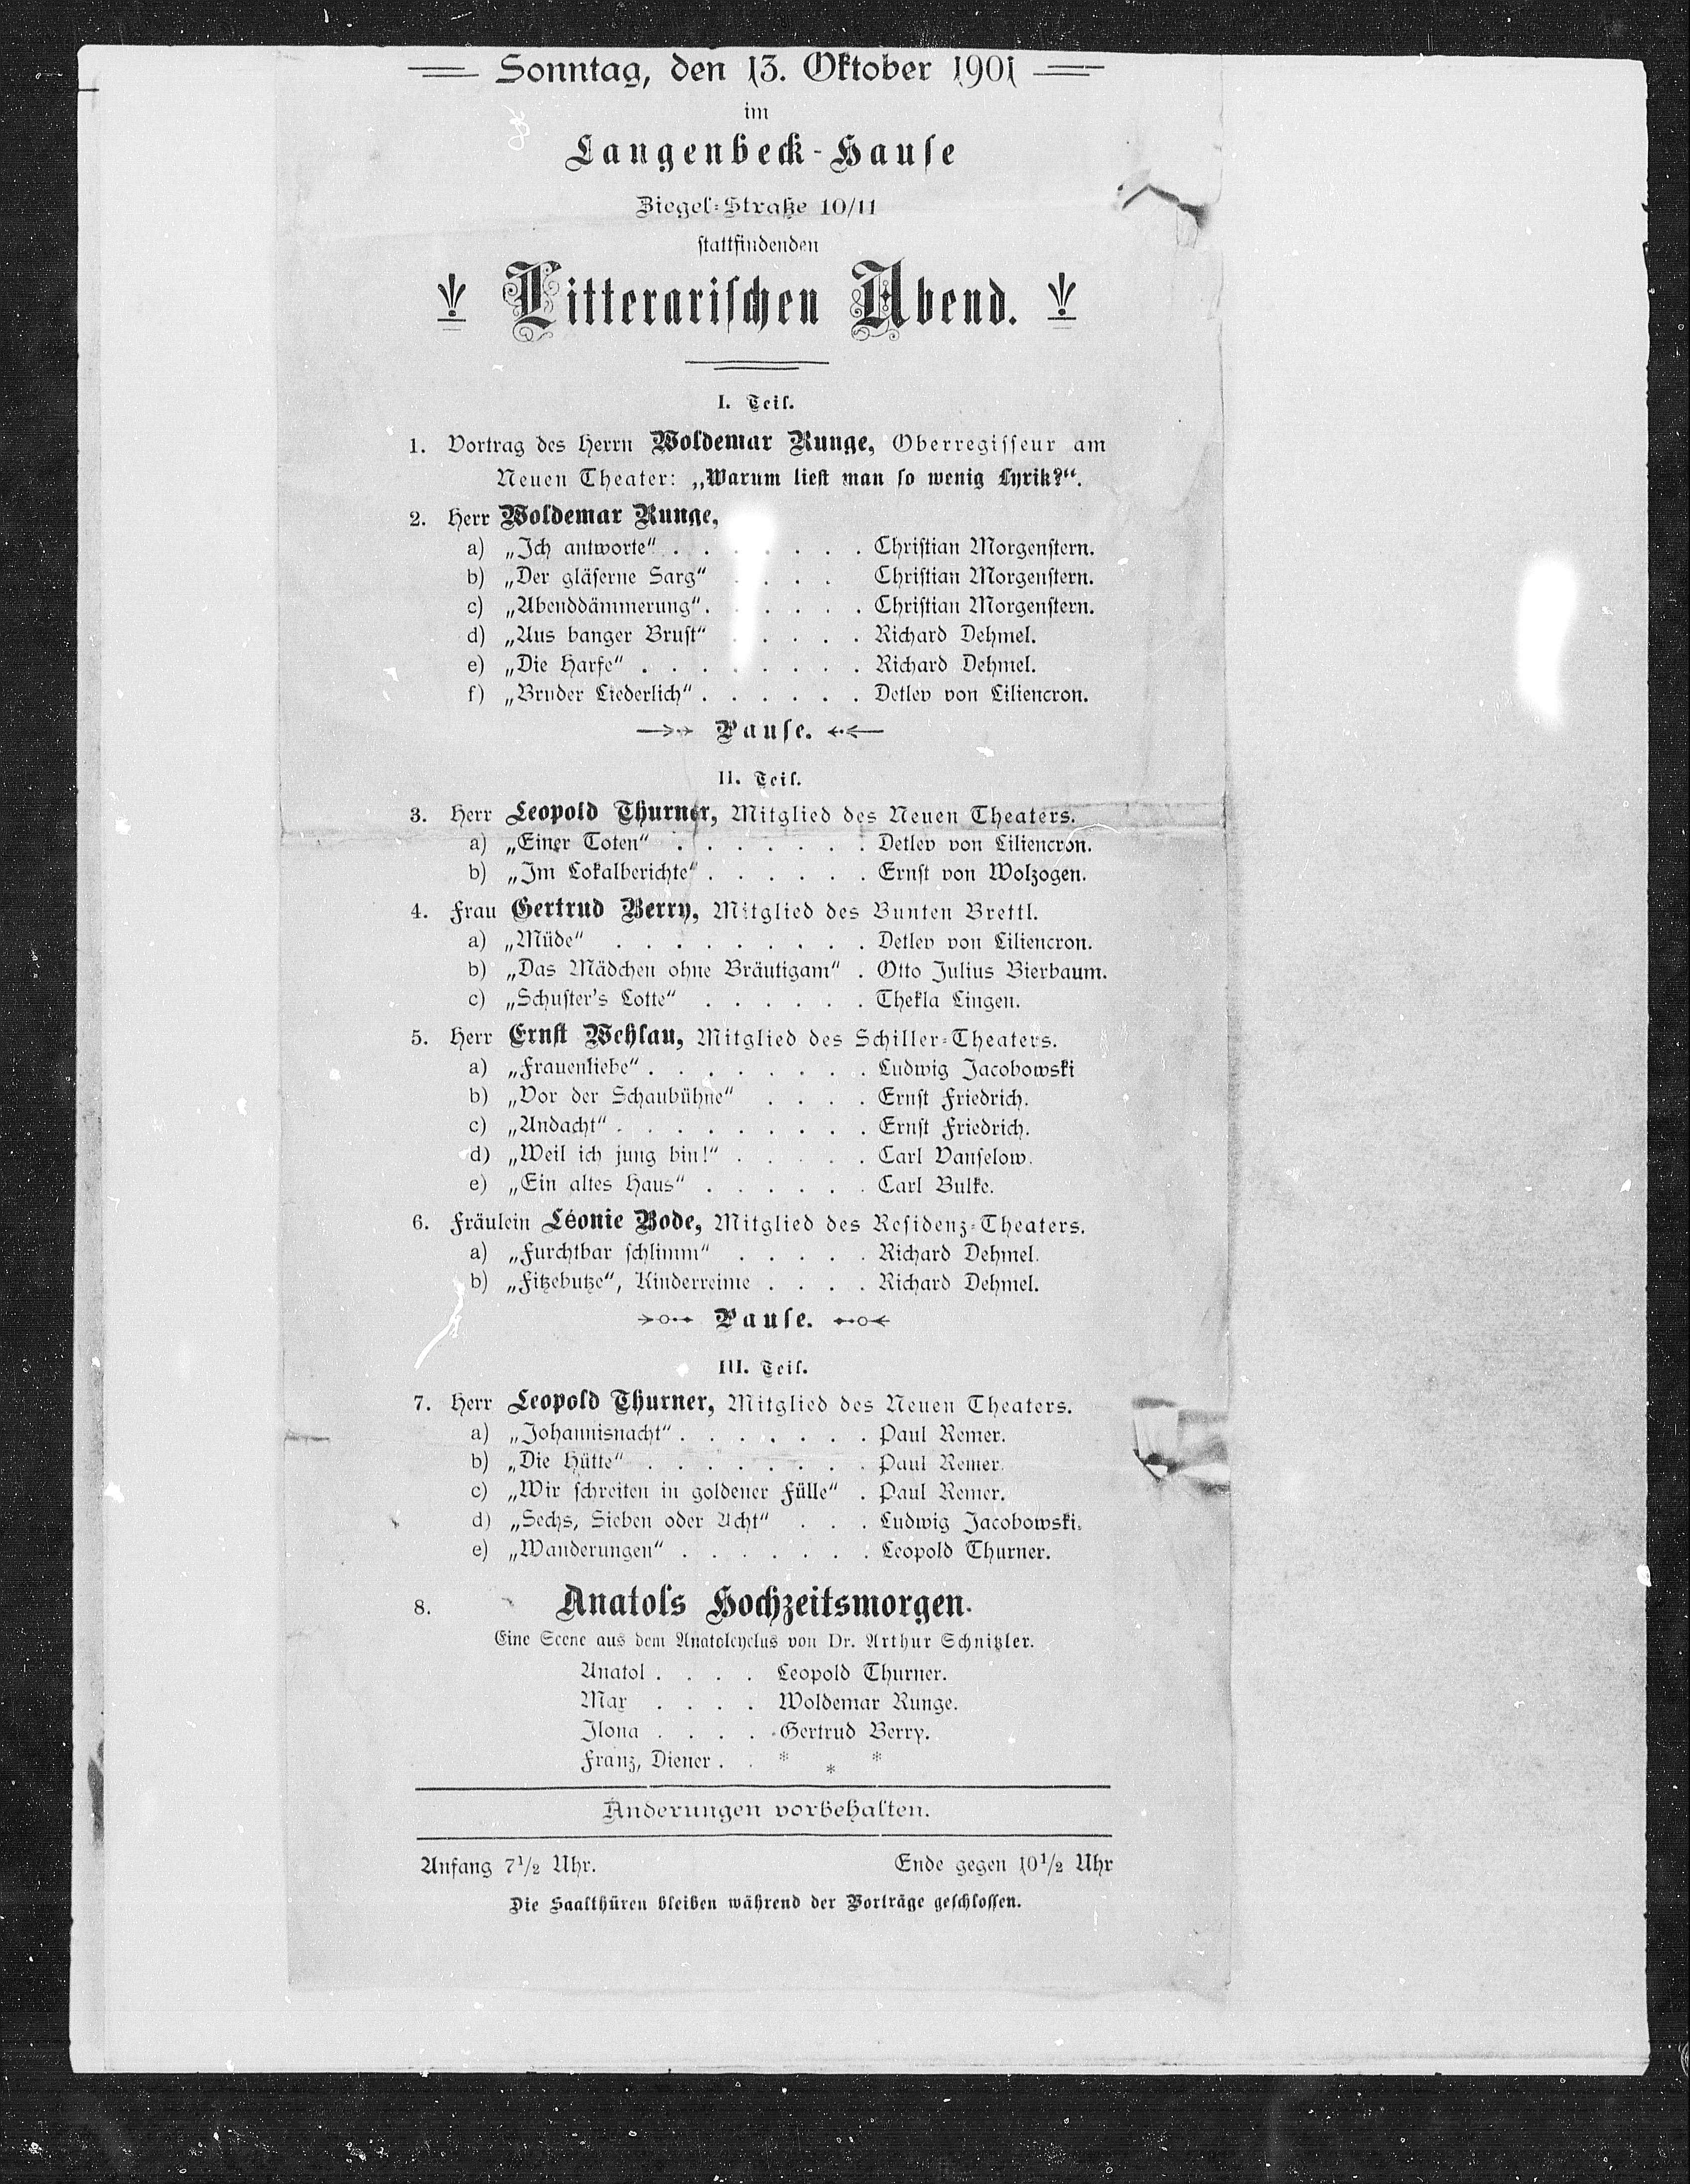 Sonntag, den 13. Oktober 1901
im
Langenbeck-Hause
Ziegel-Straße 10/11
stattfindenden
Litterarischen Abend.
I. Teil.
1. Vortrag des Herrn Woldemar Runge, Oberregisseur am
Neuen Theater: „Warum liest man so wenig Lyrik?“.
2. Herr Woldemar Runge,
a) „Ich antworte“ . . . . . . . Christian Morgenstern.
b) „Der gläserne Sarg“ . . . . Christian Morgenstern.
c) „Abenddämmerung“. . . . . . Christian Morgenstern.
d) „Aus banger Brust“ . . . . . Richard Dehmel.
e) „Die Harfe“ . . . . . . . . Richard Dehmel.
f) „Bruder Liederlich“ . . . . . . Detlev von Liliencron.
Pause.
II. Teil.
3. Herr Leopold Thurner, Mitglied des Neuen Theaters.
a) „Einer Toten“ . . . . . . . Detlev von Liliencron.
b) „Im Lokalberichte“ . . . . . . Ernst von Wolzogen.
4. Frau Gertrud Berry, Mitglied des Bunten Brettl.
a) „Müde“ . . . . . . . . . Detlev von Liliencron.
b) „Das Mädchen ohne Bräutigam“ . Otto Julius Bierbaum.
c) „Schuster's Lotte“ . . . . . . Thekla Lingen.
5. Herr Ernst Wehlau, Mitglied des Schiller-Theaters.
a) „Frauenliebe“ . . . . . . . . Ludwig Jacobowski
b) „Vor der Schaubühne“ . . . . Ernst Friedrich.
c) „Andacht“ . . . . . . . . . Ernst Friedrich.
d) „Weil ich jung bin!“ . . . . . Carl Vanselow.
e) „Ein altes Haus“ . . . . . . Carl Bulke.
6. Fräulein Léonie Bode, Mitglied des Residenz-Theaters.
a) „Furchtbar schlimm“ . . . . . Richard Dehmel.
b) „Fitzebutze“, Kinderreime . . . . Richard Dehmel.
Pause.
III. Teil.
7. Herr Leopold Thurner, Mitglied des Neuen Theaters.
a) „Johannisnacht“ . . . . . . . Paul Remer.
b) „Die Hütte“ . . . . . . . . Paul Remer.
c) „Wir schreiten in goldener Fülle“ . Paul Remer.
d) „Sechs, Sieben oder Acht“ . . . Ludwig Jacobowski.
e) „Wanderungen“ . . . . . . . Leopold Thurner.
8. Anatols Hochzeitsmorgen.
Eine Scene aus dem Anatolcyclus von Dr. Arthur Schnitzler.
Anatol . . . . Leopold Thurner.
Max . . . . Woldemar Runge.
Ilona . . . . Gertrud Berry.
Franz, Diener . . * * *
Änderungen vorbehalten.
Anfang 7½ Uhr. Ende gegen 10½ Uhr
Die Saalthüren bleiben während der Vorträge geschlossen.